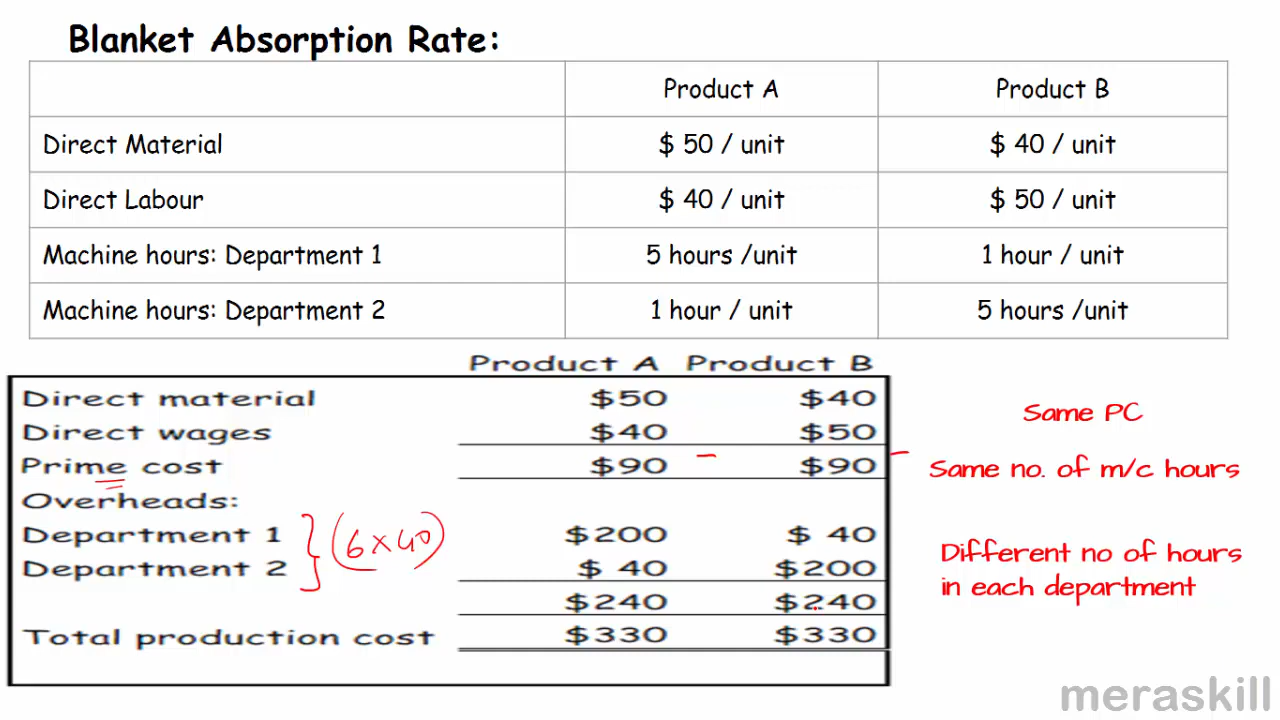 Blanket Absorption Rate:
Product A Product B
Direct Material $ 50 / unit $ 40 / unit
Direct Labour $ 40 / unit $ 50 / unit
Machine hours: Department 1 5 hours /unit 1 hour / unit
Machine hours: Department 2 1 hour / unit 5 hours /unit
Product A Product B
Direct material $50 $40
Direct wages $40 $50
Prime cost $90 $90
Overheads:
Department 1 $200 $ 40
Department 2 $ 40 $200
$240 $240
Total production cost $330 $330
(6 x 40)
Same PC
Same no. of m/c hours
Different no of hours
in each department
meraskill